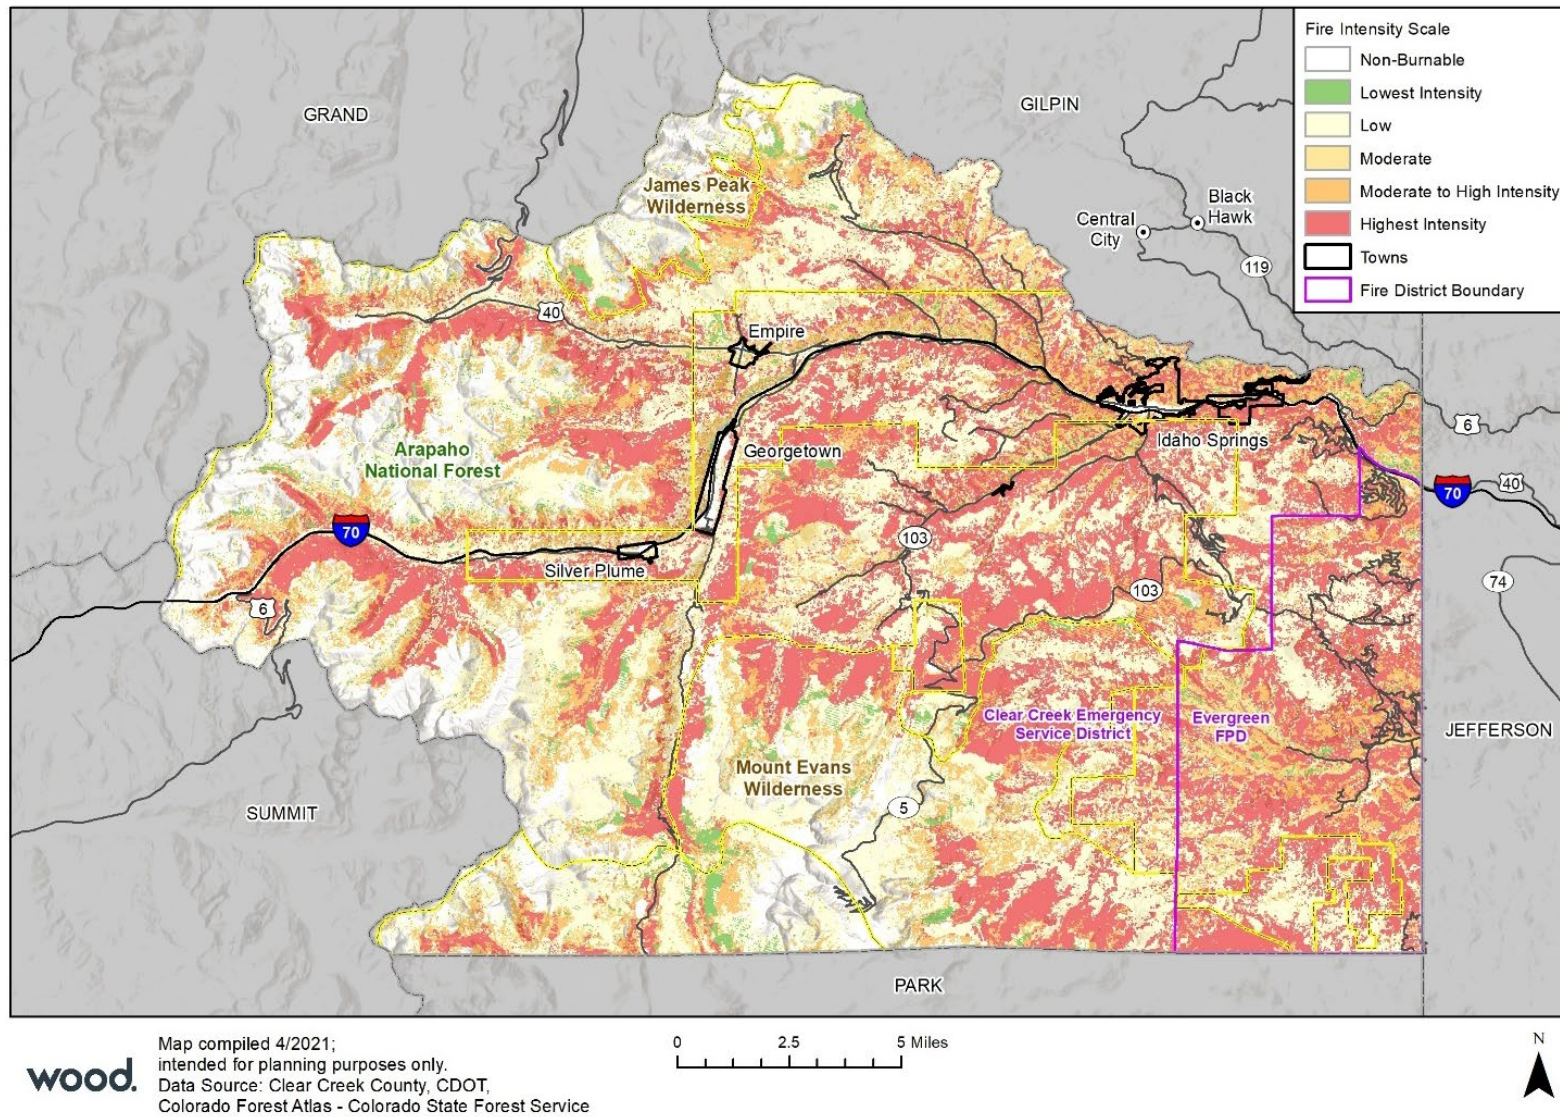 Fire Intensity Scale
Non-Burnable
Lowest Intensity
Low
Moderate
Moderate to High Intensity
Highest Intensity
Towns
Fire District Boundary
GRAND
GILPIN
James Peak
Wilderness
Black
Hawk
Central
City
119
40
Empire
6
Arapaho
National Forest
Georgetown
Idaho Springs
40
70
70
103
Silver Plume
74
6
103
Clear Creek Emergency
Service District
Evergreen
FPD
JEFFERSON
Mount Evans
Wilderness
5
SUMMIT
PARK
wood.
Map compiled 4/2021;
intended for planning purposes only.
Data Source: Clear Creek County, CDOT,
Colorado Forest Atlas - Colorado State Forest Service
0 2.5 5 Miles
N